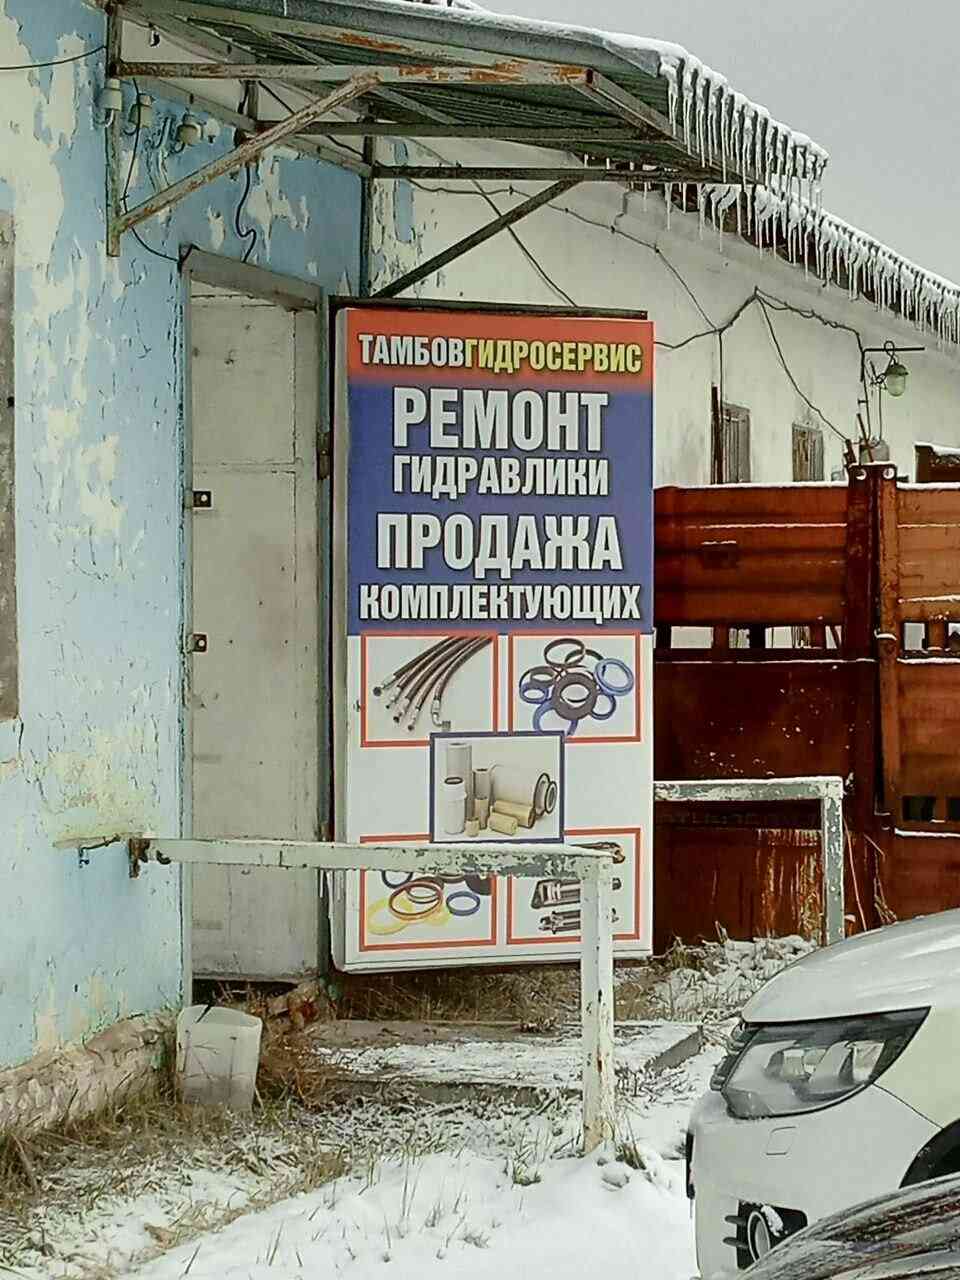 ТАМБОВГИДРОСЕРВИС
РЕМОНТ
ГИДРАВЛИКИ
ПРОДАЖА
КОМПЛЕКТУЮЩИХ